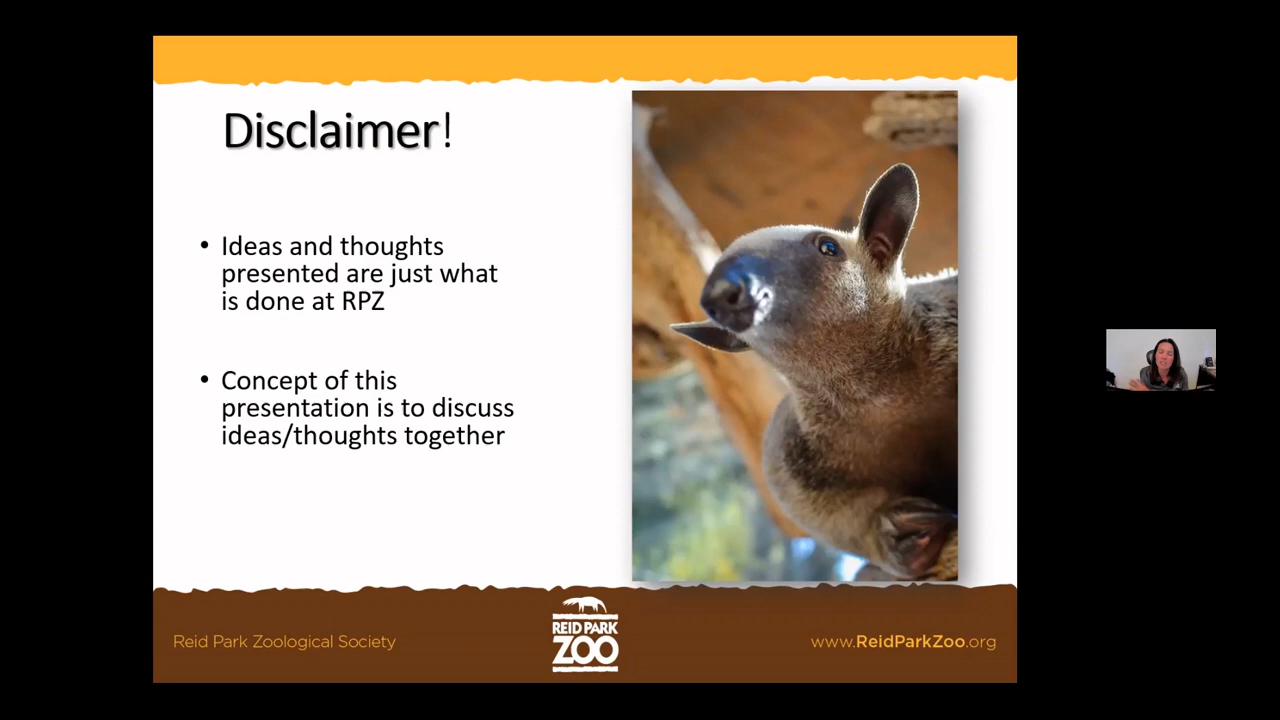 Disclaimer!
• Ideas and thoughts
presented are just what
is done at RPZ
• Concept of this
presentation is to discuss
ideas/thoughts together
Reid Park Zoological Society
REID PARK
ZOO
www.ReidParkZoo.org